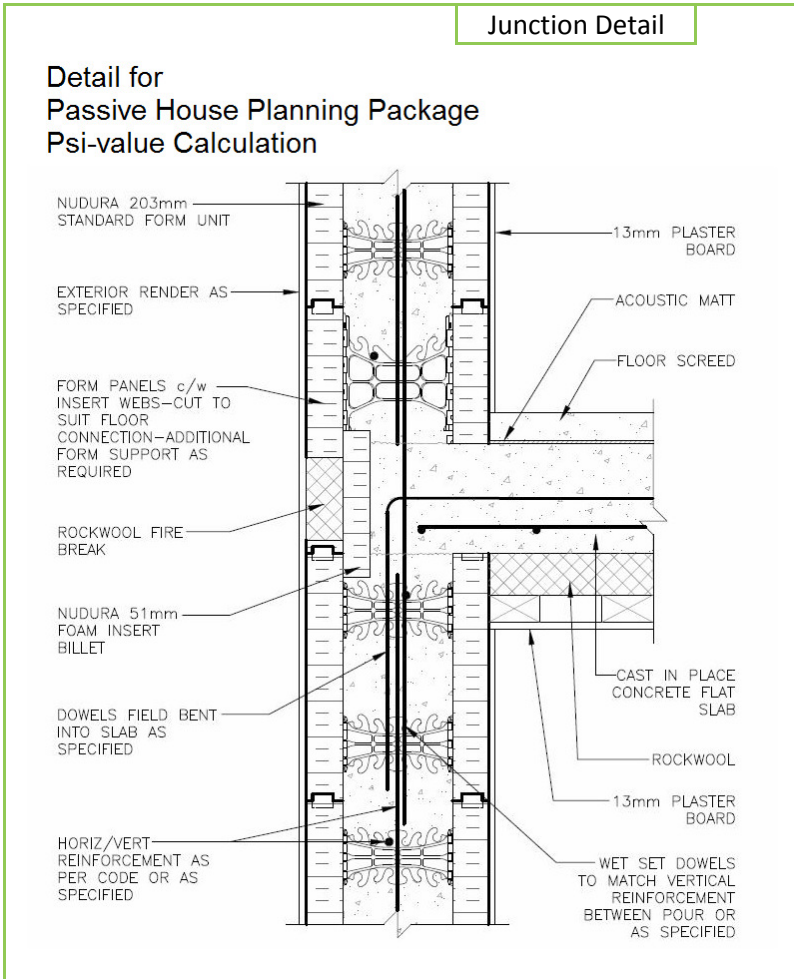 Junction Detail
Detail for
Passive House Planning Package
Psi-value Calculation
NUDURA 203mm
STANDARD FORM UNIT
EXTERIOR RENDER AS
SPECIFIED
FORM PANELS c/w
INSERT WEBS-CUT TO
SUIT FLOOR
CONNECTION-ADDITIONAL
FORM SUPPORT AS
REQUIRED
ROCKWOOL FIRE
BREAK
NUDURA 51mm
FOAM INSERT
BILLET
DOWELS FIELD BENT
INTO SLAB AS
SPECIFIED
HORIZ/VERT
REINFORCEMENT AS
PER CODE OR AS
SPECIFIED
13mm PLASTER
BOARD
ACOUSTIC MATT
FLOOR SCREED
CAST IN PLACE
CONCRETE FLAT
SLAB
ROCKWOOL
13mm PLASTER
BOARD
WET SET DOWELS
TO MATCH VERTICAL
REINFORCEMENT
BETWEEN POUR OR
AS SPECIFIED